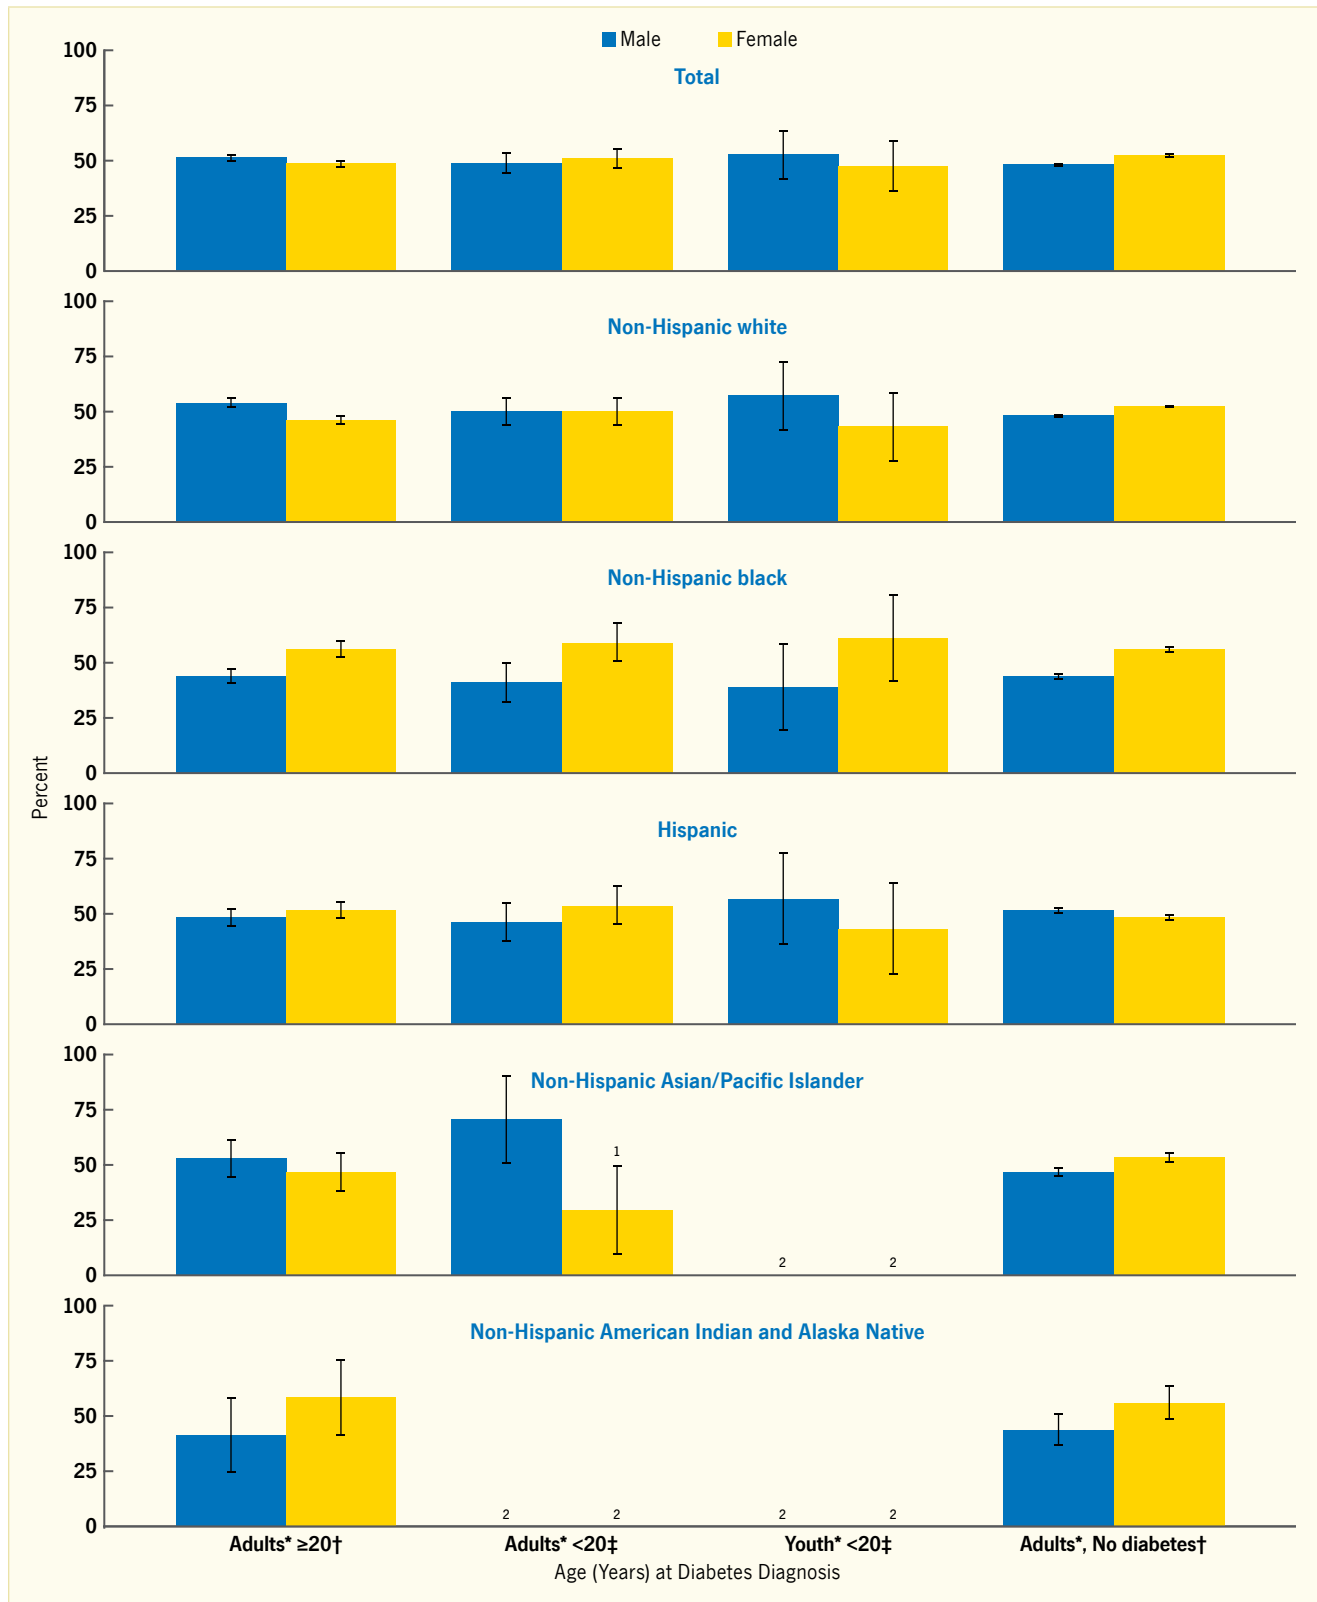 Male Female
Total
100
75
50
25
0
Non-Hispanic white
100
75
50
25
0
Non-Hispanic black
100
75
50
25
0
Percent
Hispanic
100
75
50
25
0
Non-Hispanic Asian/Pacific Islander
100
75
50
25
0
1
2 2
Non-Hispanic American Indian and Alaska Native
100
75
50
25
0
2 2 2 2
Adults* ≥20† Adults* <20‡ Youth* <20‡ Adults*, No diabetes†
Age (Years) at Diabetes Diagnosis